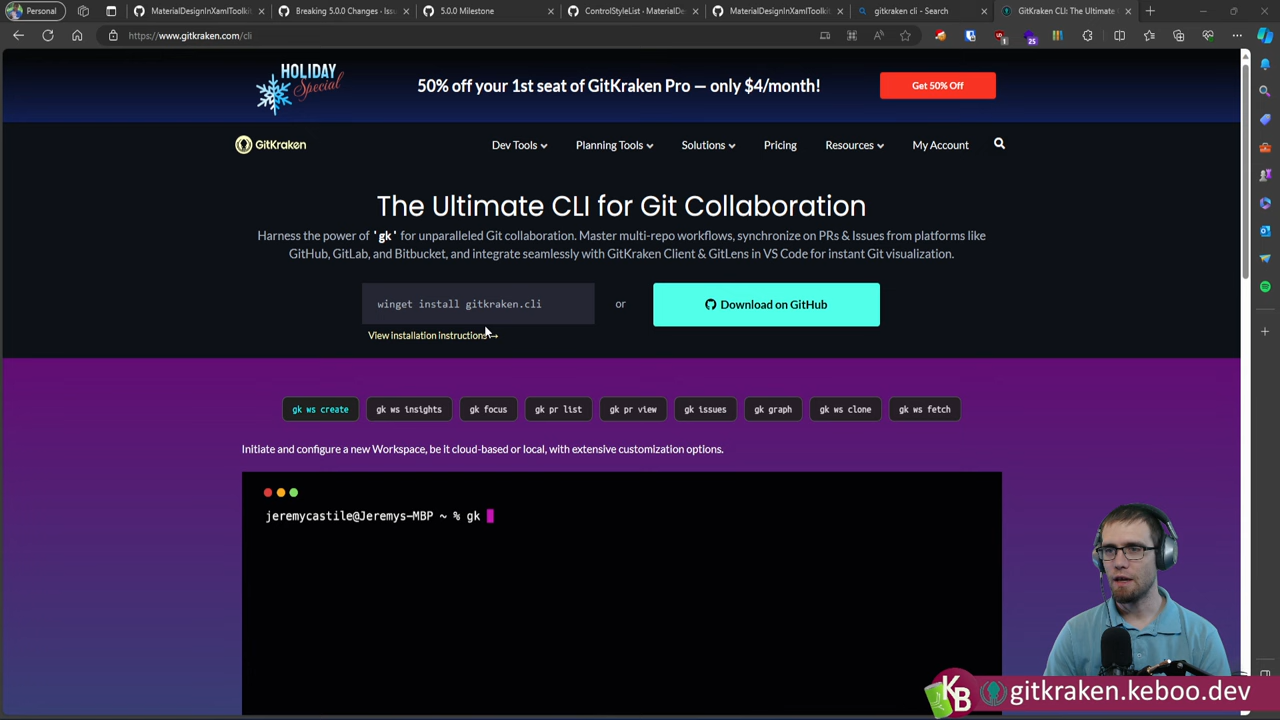 Personal
MaterialDesignInXamlToolkit
Breaking 5.0.0 Changes - Issu
5.0.0 Milestone
ControlStyleList - MaterialDe
MaterialDesignInXamlToolkit
gitkraken cli - Search
GitKraken CLI: The Ultimate
https://www.gitkraken.com/cli
1
25
HOLIDAY
Special
50% off your 1st seat of GitKraken Pro — only $4/month!
Get 50% Off
GitKraken
Dev Tools
Planning Tools
Solutions
Pricing
Resources
My Account
The Ultimate CLI for Git Collaboration
Harness the power of 'gk' for unparalleled Git collaboration. Master multi-repo workflows, synchronize on PRs & Issues from platforms like
GitHub, GitLab, and Bitbucket, and integrate seamlessly with GitKraken Client & GitLens in VS Code for instant Git visualization.
winget install gitkraken.cli
or
Download on GitHub
View installation instructions→
gk ws create
gk ws insights
gk focus
gk pr list
gk pr view
gk issues
gk graph
gk ws clone
gk ws fetch
Initiate and configure a new Workspace, be it cloud-based or local, with extensive customization options.
jeremycastile@Jeremys-MBP ~ % gk
KB
gitkraken.keboo.dev